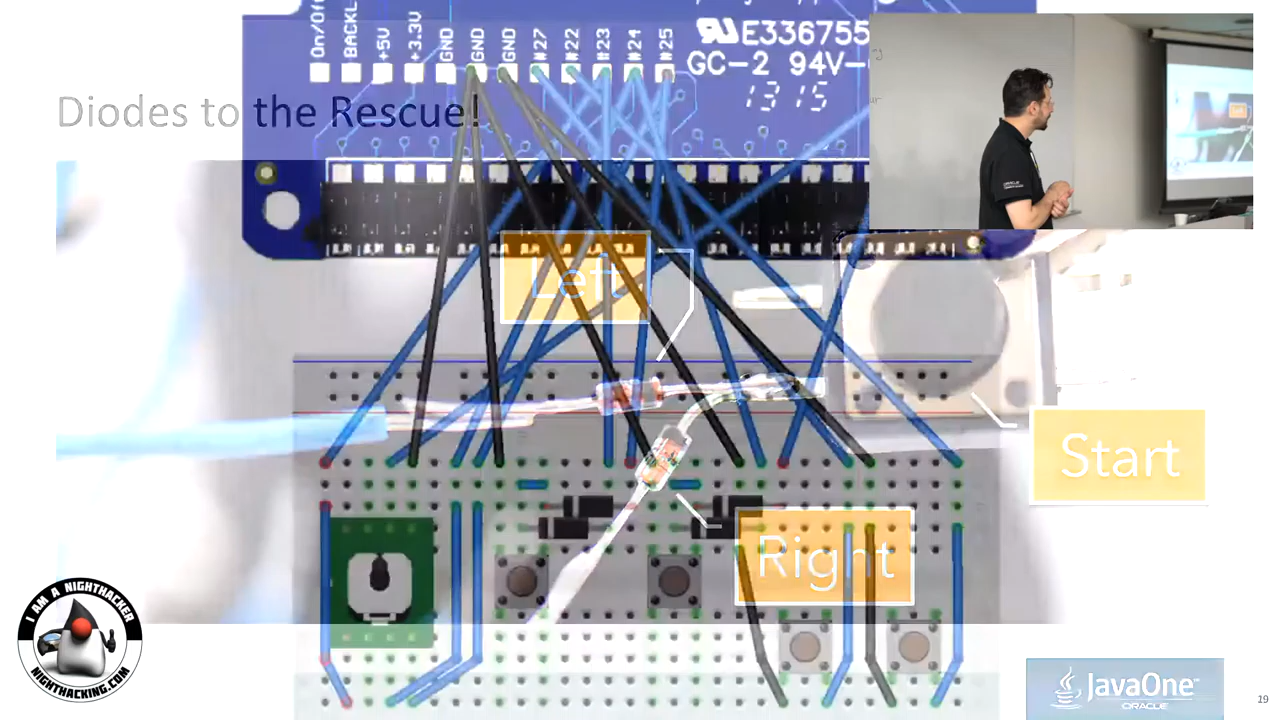 On/Off
BACKL
+5V
+3.3V
GND
GND
GND
#27
#22
#23
#24
#25
E336755
GC-2 94V-
1315
Diodes to the Rescue!
Left
Start
Right
I AM A NIGHTHACKER
NIGHTHACKING.COM
JavaOne
ORACLE
19